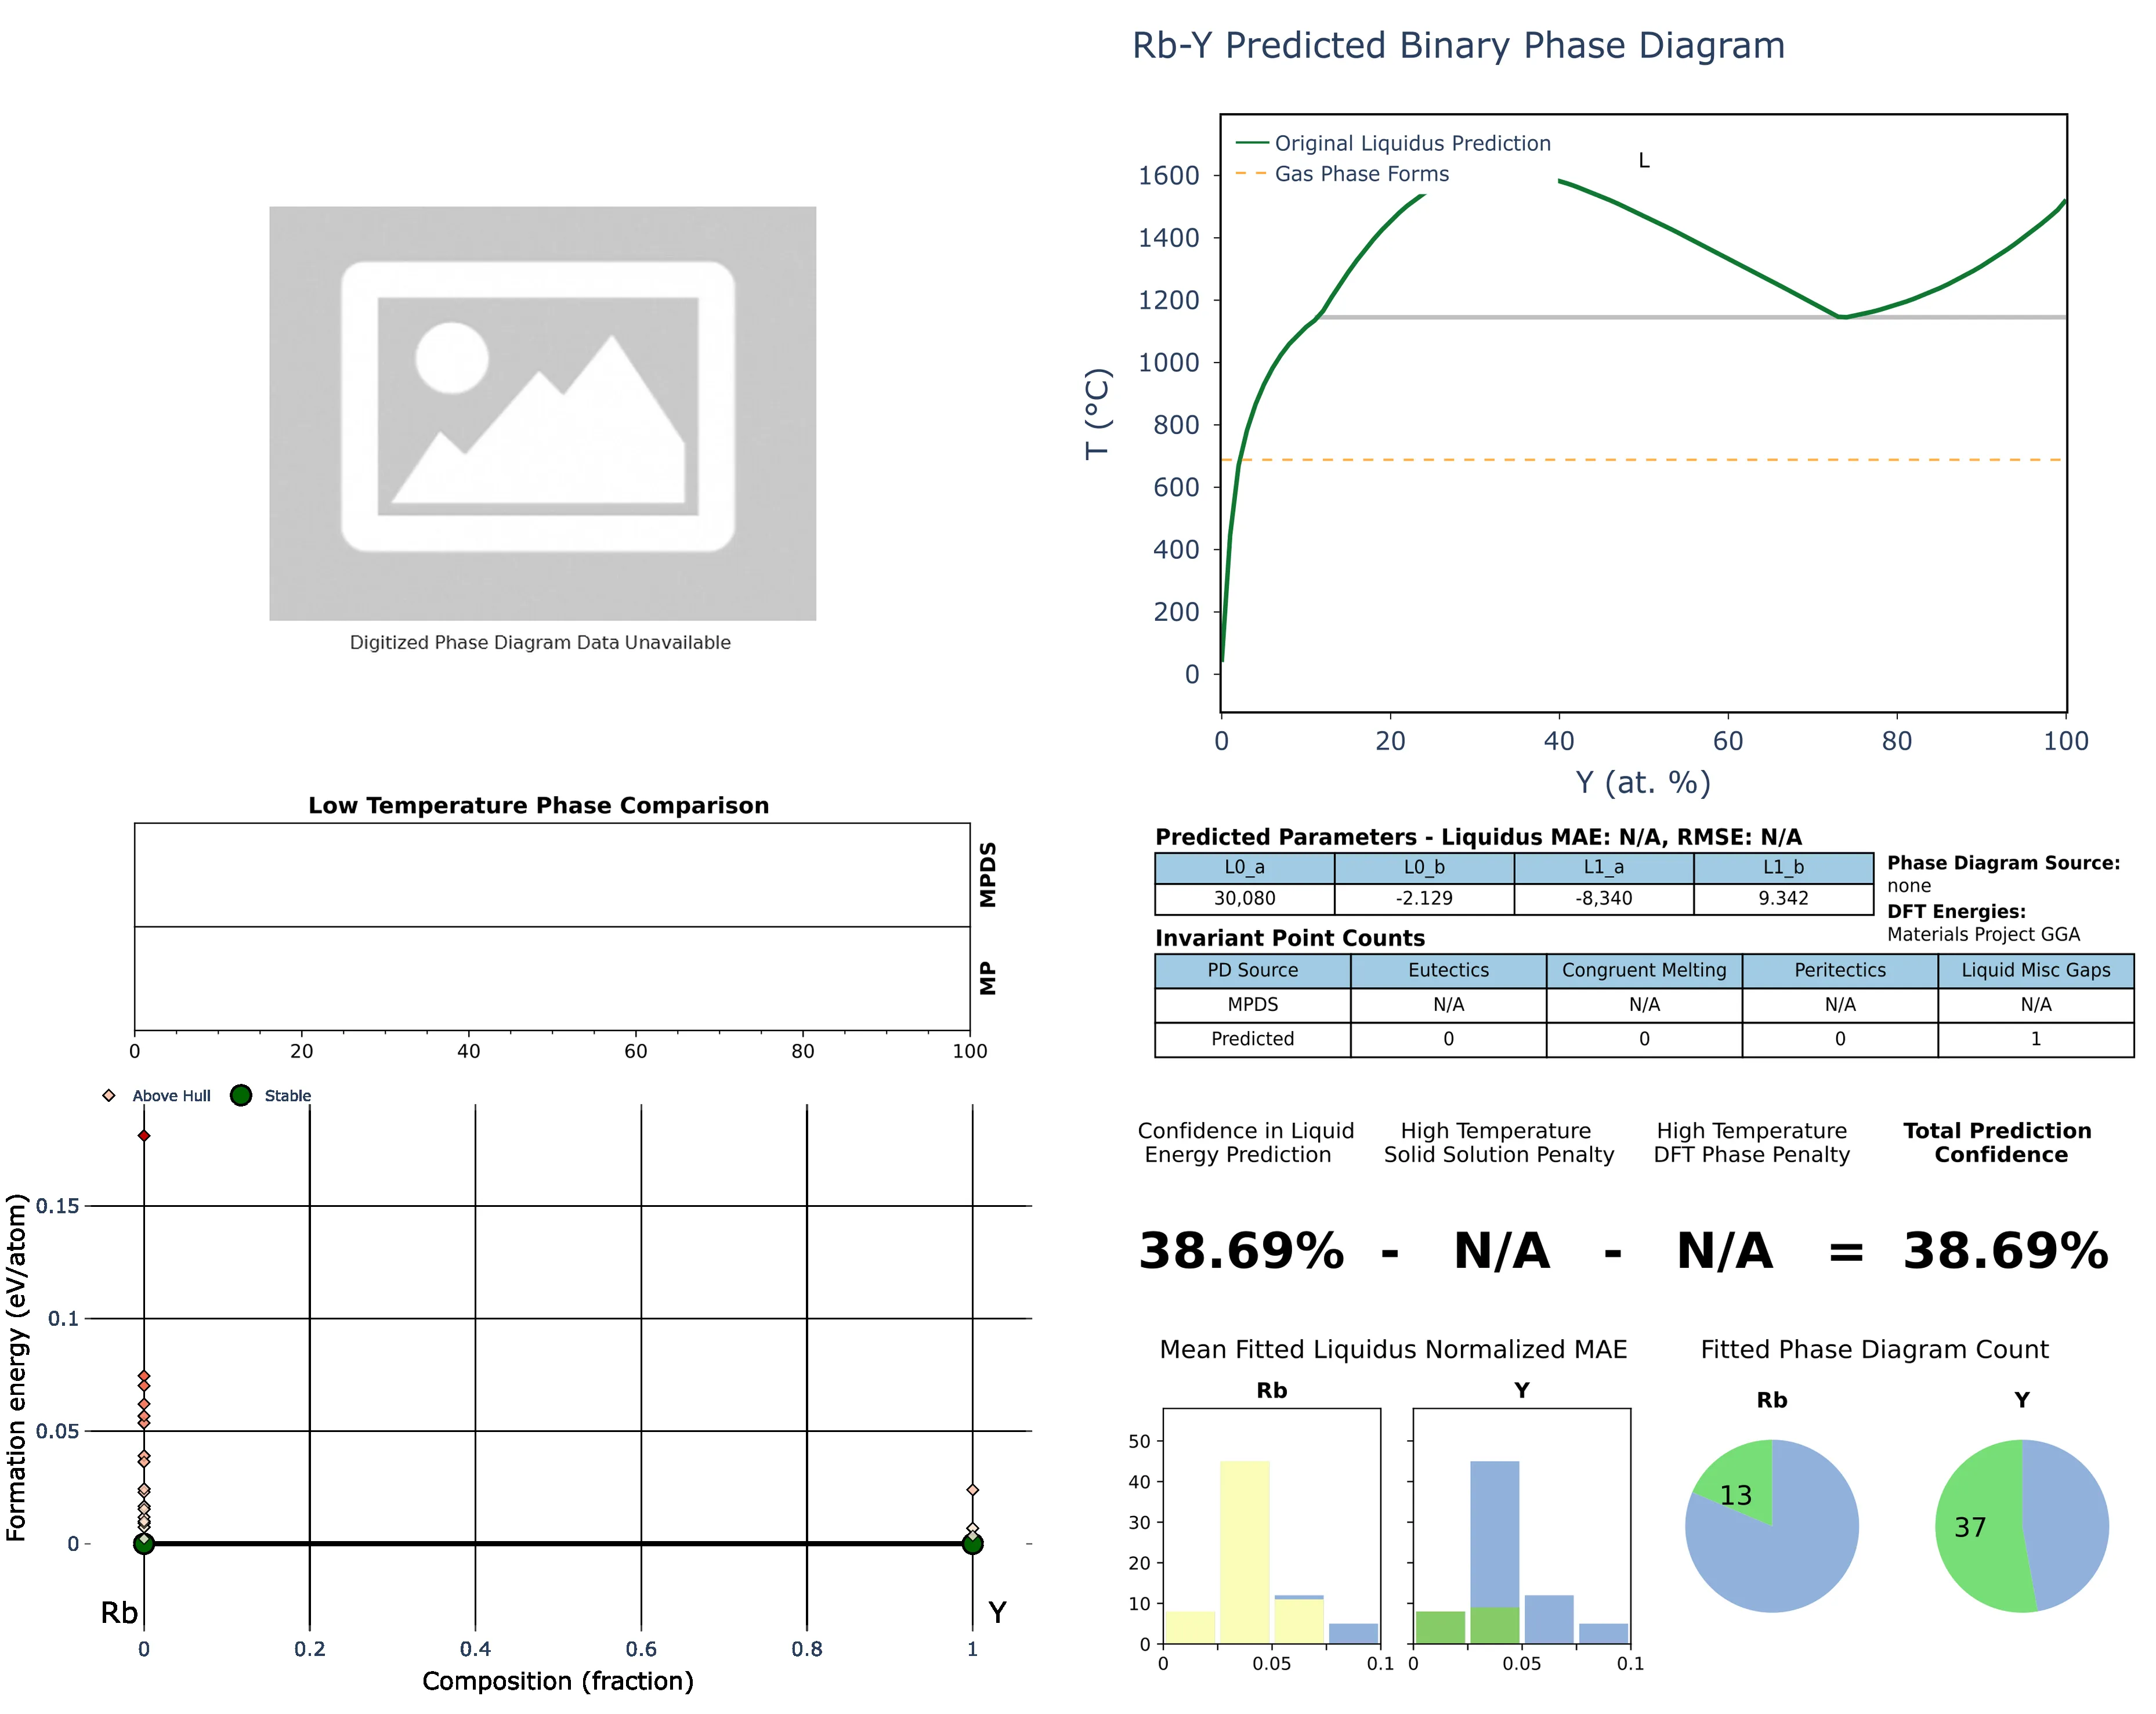 Rb-Y Predicted Binary Phase Diagram
Original Liquidus Prediction
Gas Phase Forms
L
1600
1400
1200
1000
800
600
400
200
0
T (°C)
0 20 40 60 80 100
Y (at. %)
Digitized Phase Diagram Data Unavailable
Low Temperature Phase Comparison
MPDS
MP
0 20 40 60 80 100
Predicted Parameters - Liquidus MAE: N/A, RMSE: N/A
L0_a L0_b L1_a L1_b
30,080 -2.129 -8,340 9.342
Phase Diagram Source:
none
DFT Energies:
Materials Project GGA
Invariant Point Counts
PD Source Eutectics Congruent Melting Peritectics Liquid Misc Gaps
MPDS N/A N/A N/A N/A
Predicted 0 0 0 1
Above Hull Stable
0.15
0.1
0.05
0
Formation energy (eV/atom)
Rb Y
0 0.2 0.4 0.6 0.8 1
Composition (fraction)
Confidence in Liquid
Energy Prediction
High Temperature
Solid Solution Penalty
High Temperature
DFT Phase Penalty
Total Prediction
Confidence
38.69% - N/A - N/A = 38.69%
Mean Fitted Liquidus Normalized MAE
Rb Y
50
40
30
20
10
0
0 0.05 0.1 0 0.05 0.1
Fitted Phase Diagram Count
Rb Y
13 37